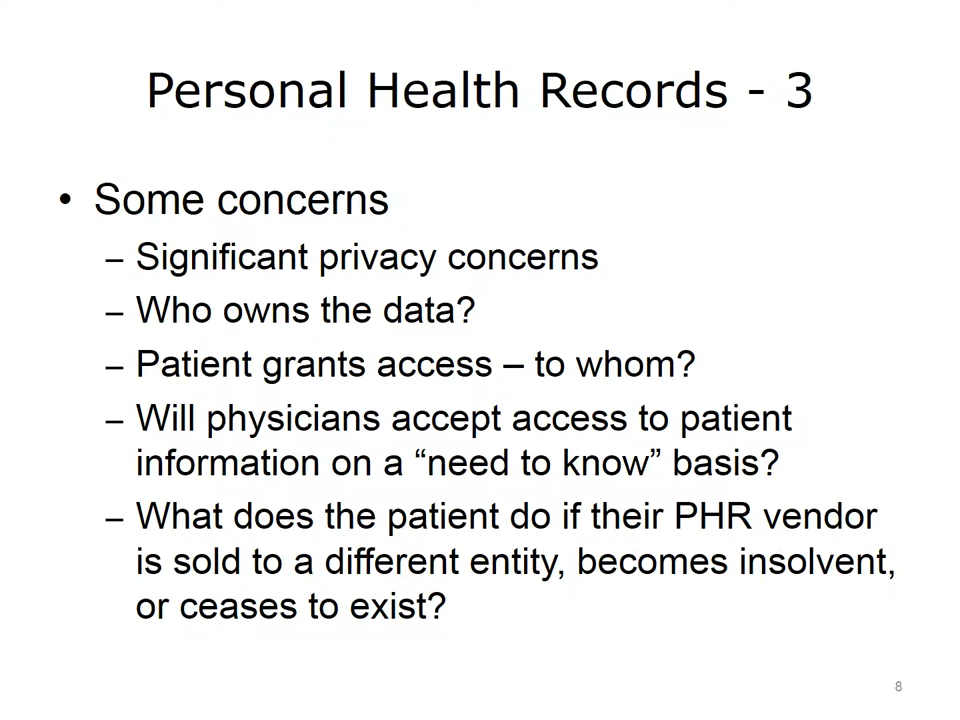 Personal Health Records - 3
• Some concerns
– Significant privacy concerns
– Who owns the data?
– Patient grants access – to whom?
– Will physicians accept access to patient
information on a “need to know” basis?
– What does the patient do if their PHR vendor
is sold to a different entity, becomes insolvent,
or ceases to exist?
8